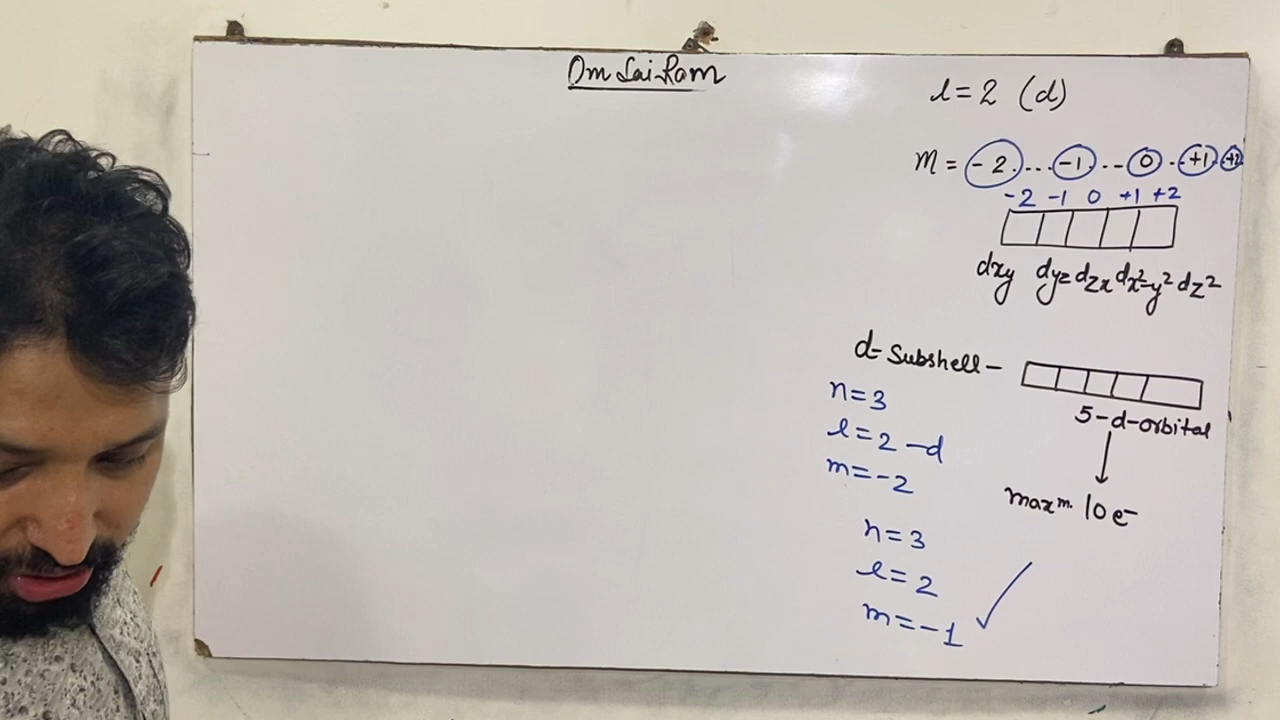 Om Sai Ram
l = 2 (d)
m = -2 ... -1 ... 0 .. +1 +2
-2 -1 0 +1 +2
dxy dyz dzx dx²-y² dz²
d-Subshell -
5-d-orbital
maxm. 10e-
n=3
l=2-d
m=-2
n=3
l=2
m=-1 ✓